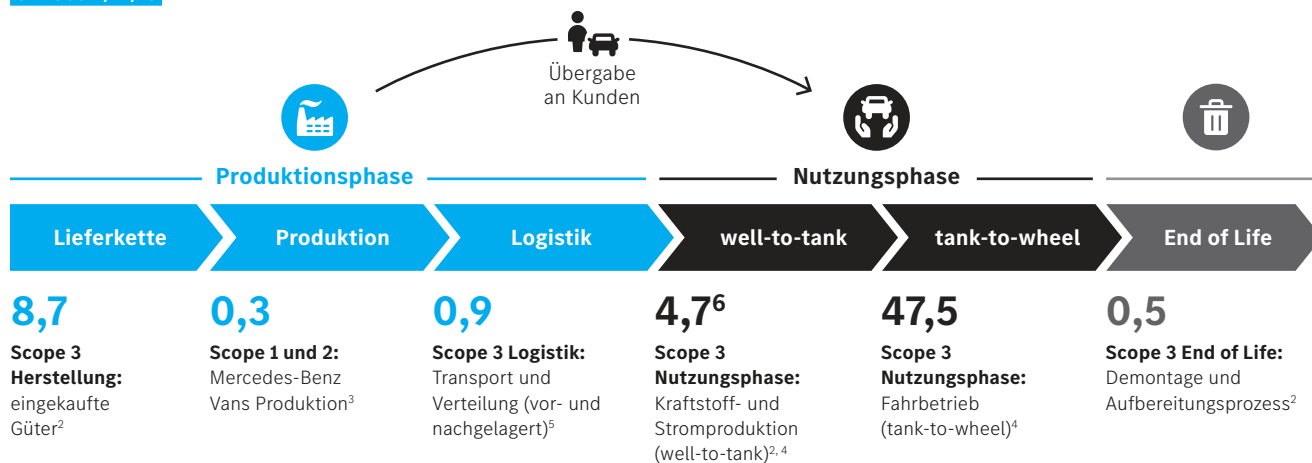 Übergabe
an Kunden
Produktionsphase
Nutzungsphase
Lieferkette
Produktion
Logistik
well-to-tank
tank-to-wheel
End of Life
8,7
Scope 3
Herstellung:
eingekaufte
Güter²
0,3
Scope 1 und 2:
Mercedes-Benz
Vans Produktion³
0,9
Scope 3 Logistik:
Transport und
Verteilung (vor- und
nachgelagert)⁵
4,7⁶
Scope 3
Nutzungsphase:
Kraftstoff- und
Stromproduktion
(well-to-tank)²,⁴
47,5
Scope 3
Nutzungsphase:
Fahrbetrieb
(tank-to-wheel)⁴
0,5
Scope 3 End of Life:
Demontage und
Aufbereitungsprozess²